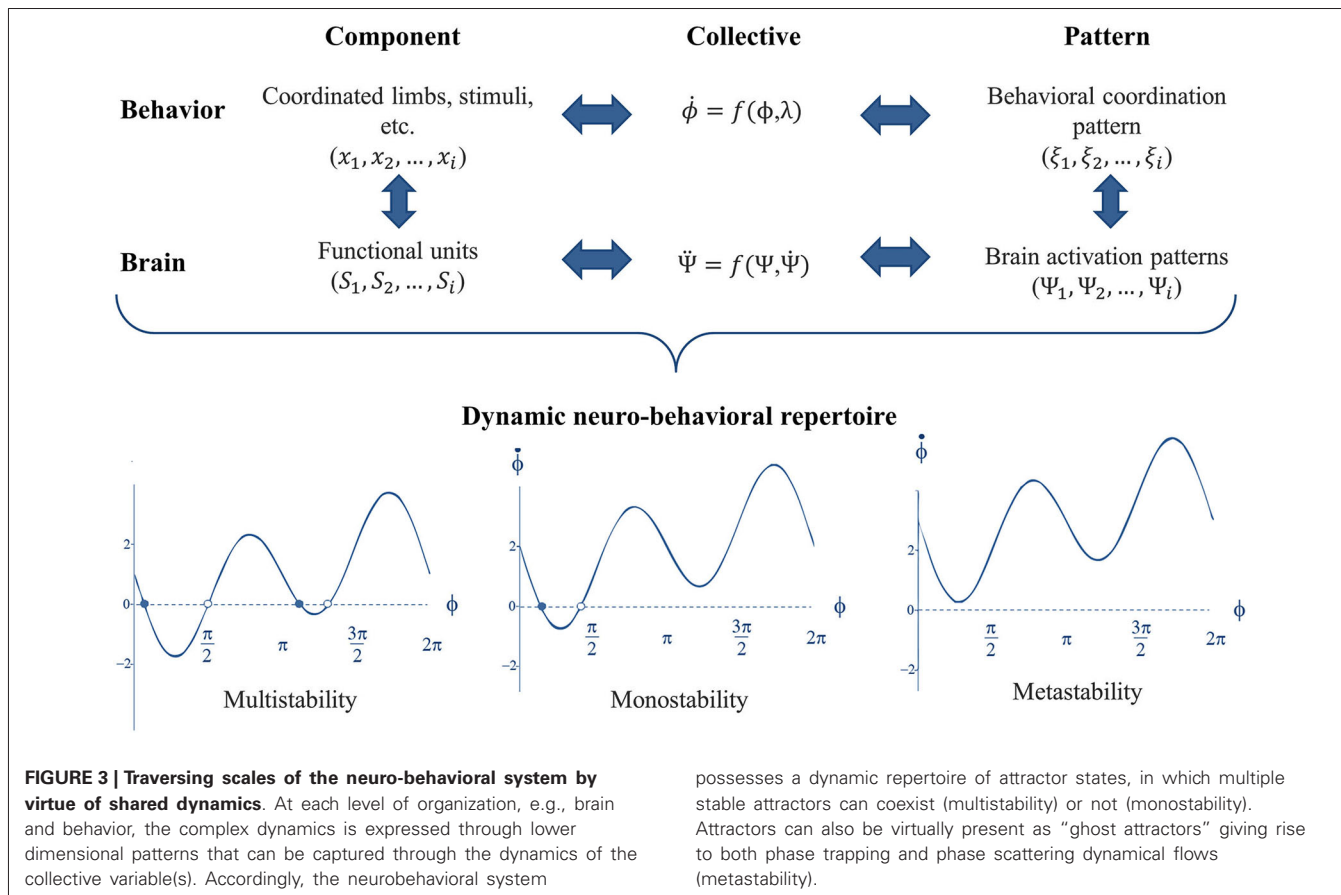 Component Collective Pattern
Behavior
Coordinated limbs, stimuli,
etc.
(x₁, x₂, …, xᵢ)
ϕ̇ = f(ϕ,λ)
Behavioral coordination
pattern
(ξ₁, ξ₂, …, ξᵢ)
Brain
Functional units
(S₁, S₂, …, Sᵢ)
Ψ̈ = f(Ψ,Ψ̇)
Brain activation patterns
(Ψ₁, Ψ₂, …, Ψᵢ)
Dynamic neuro-behavioral repertoire
2
0
−2
π/2 π 3π/2 2π
ϕ
Multistability
ϕ̇
2
0
−2
π/2 π 3π/2 2π
ϕ
Monostability
ϕ̇
2
0
−2
π/2 π 3π/2 2π
ϕ
Metastability
FIGURE 3 | Traversing scales of the neuro-behavioral system by
virtue of shared dynamics. At each level of organization, e.g., brain
and behavior, the complex dynamics is expressed through lower
dimensional patterns that can be captured through the dynamics of the
collective variable(s). Accordingly, the neurobehavioral system
possesses a dynamic repertoire of attractor states, in which multiple
stable attractors can coexist (multistability) or not (monostability).
Attractors can also be virtually present as “ghost attractors” giving rise
to both phase trapping and phase scattering dynamical flows
(metastability).